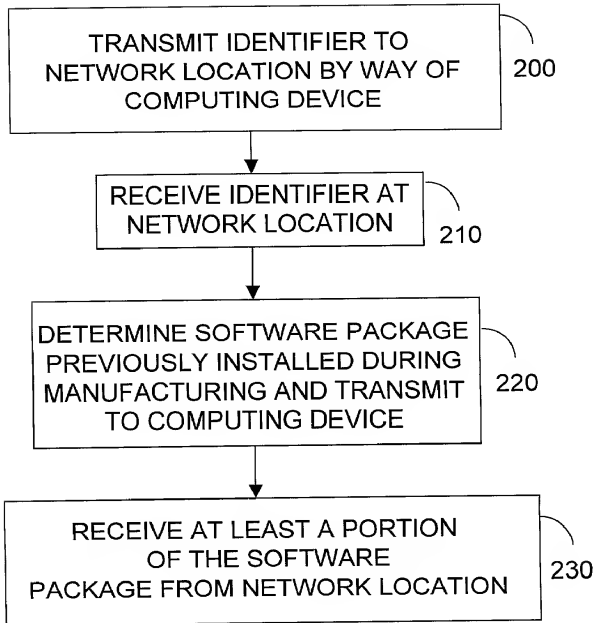 TRANSMIT IDENTIFIER TO
NETWORK LOCATION BY WAY OF
COMPUTING DEVICE
200
RECEIVE IDENTIFIER AT
NETWORK LOCATION
210
DETERMINE SOFTWARE PACKAGE
PREVIOUSLY INSTALLED DURING
MANUFACTURING AND TRANSMIT
TO COMPUTING DEVICE
220
RECEIVE AT LEAST A PORTION
OF THE SOFTWARE
PACKAGE FROM NETWORK LOCATION
230